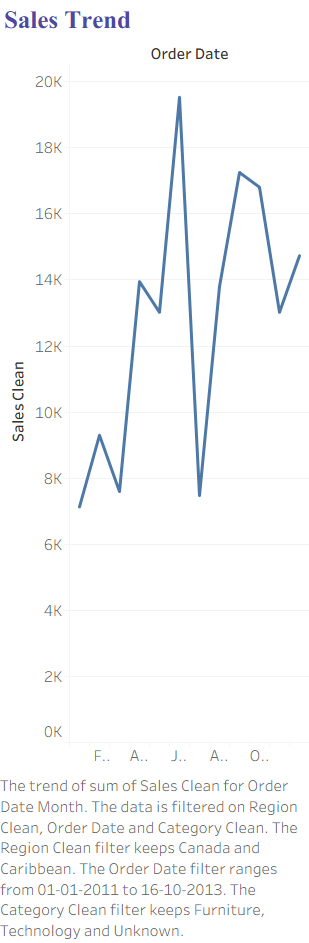 Sales Trend
Order Date
20K
18K
16K
14K
12K
10K
8K
6K
4K
2K
0K
Sales Clean
F.. A.. J.. A.. O..
The trend of sum of Sales Clean for Order
Date Month. The data is filtered on Region
Clean, Order Date and Category Clean. The
Region Clean filter keeps Canada and
Caribbean. The Order Date filter ranges
from 01-01-2011 to 16-10-2013. The
Category Clean filter keeps Furniture,
Technology and Unknown.